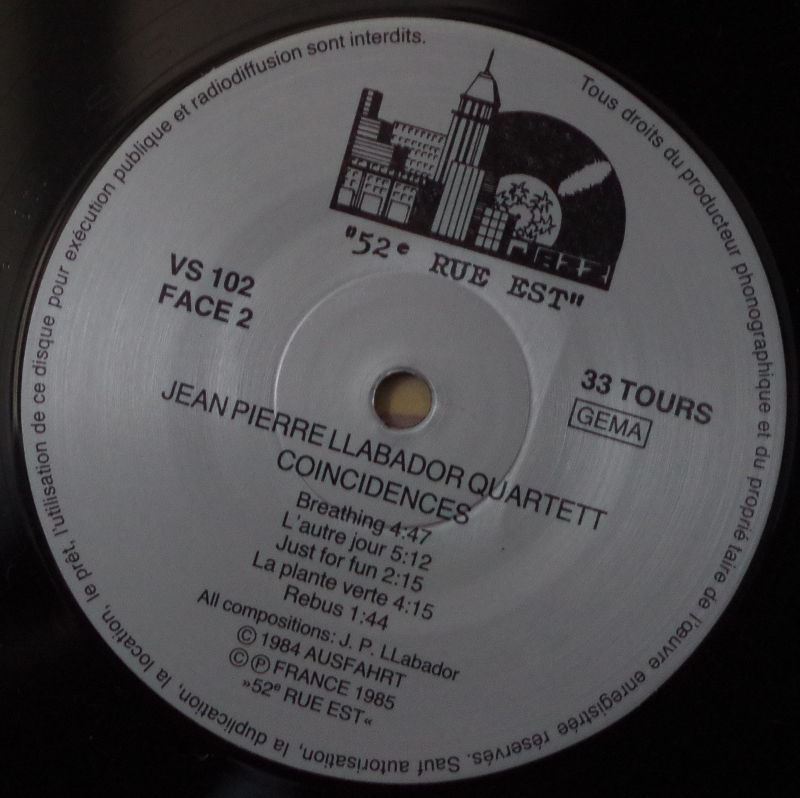 Tous droits du producteur phonographique et du proprié taire de l'œuvre enregistrée réservés. Sauf autorisation, la duplication, la location, le prêt, l'utilisation de ce disque pour exécution publique et radiodiffusion sont interdits.
Jazz
"52e RUE EST"
VS 102
FACE 2
33 TOURS
GEMA
JEAN PIERRE LLABADOR QUARTETT
COINCIDENCES
Breathing 4:47
L'autre jour 5:12
Just for fun 2:15
La plante verte 4:15
Rebus 1:44
All compositions: J. P. LLabador
© 1984 AUSFAHRT
© Ⓟ FRANCE 1985
»52e RUE EST«